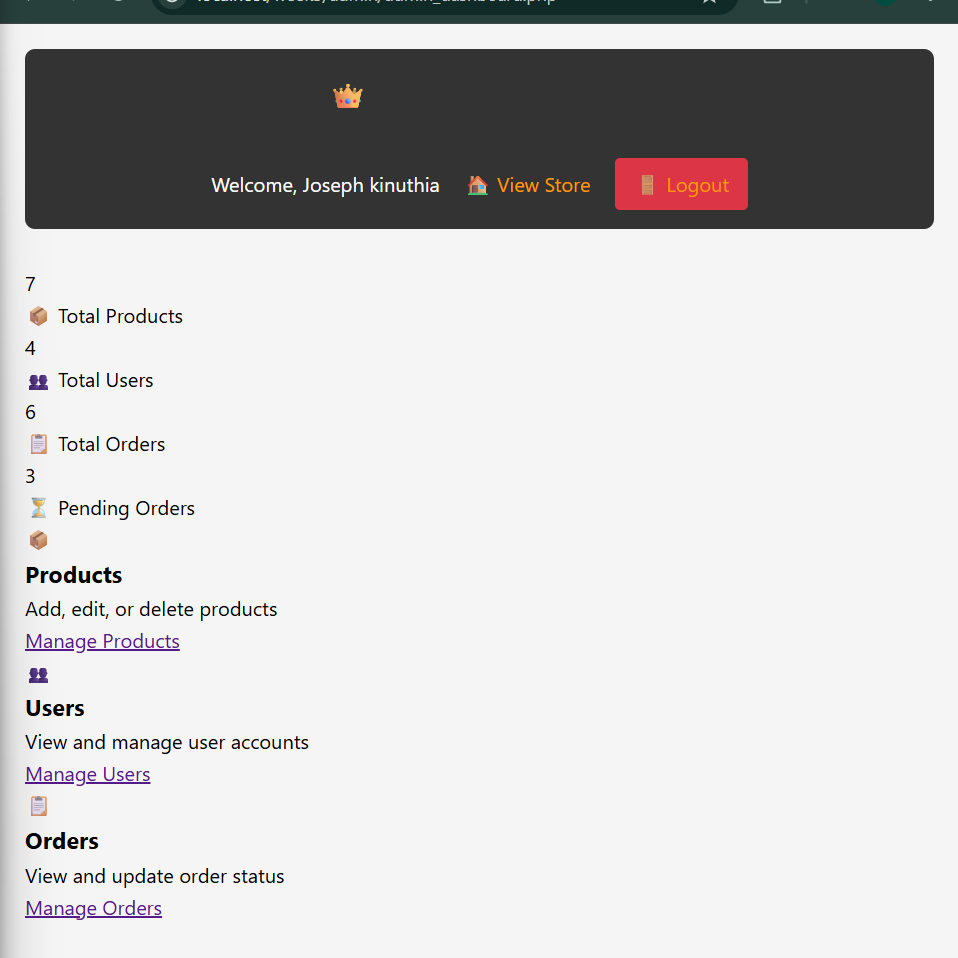 👑
Welcome, Joseph kinuthia 🏠 View Store 🚪 Logout
7
📦 Total Products
4
👥 Total Users
6
📋 Total Orders
3
⏳ Pending Orders
📦
Products
Add, edit, or delete products
Manage Products
👥
Users
View and manage user accounts
Manage Users
📋
Orders
View and update order status
Manage Orders